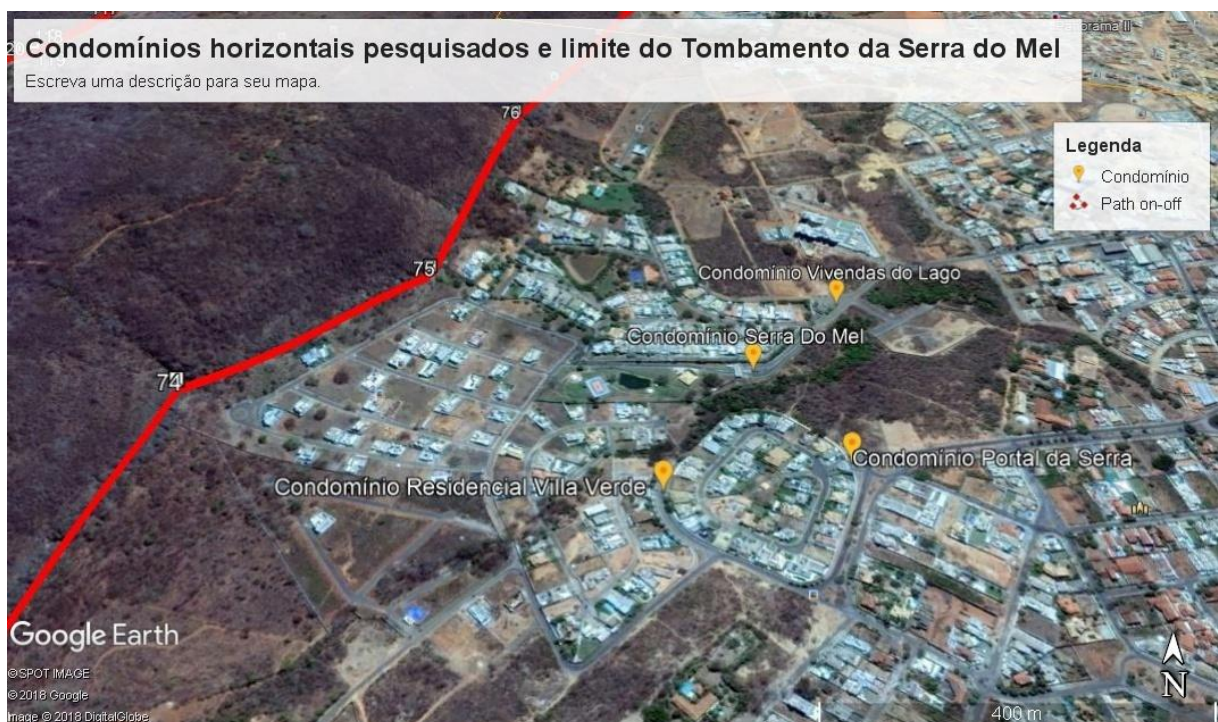 Condomínios horizontais pesquisados e limite do Tombamento da Serra do Mel
Escreva uma descrição para seu mapa.
76
Legenda
Condomínio
Path on-off
75
Condomínio Vivendas do Lago
Condomínio Serra Do Mel
74
Condomínio Portal da Serra
Condomínio Residencial Villa Verde
Google Earth
©SPOT IMAGE
© 2018 Google
Image © 2018 DigitalGlobe
400 m
N